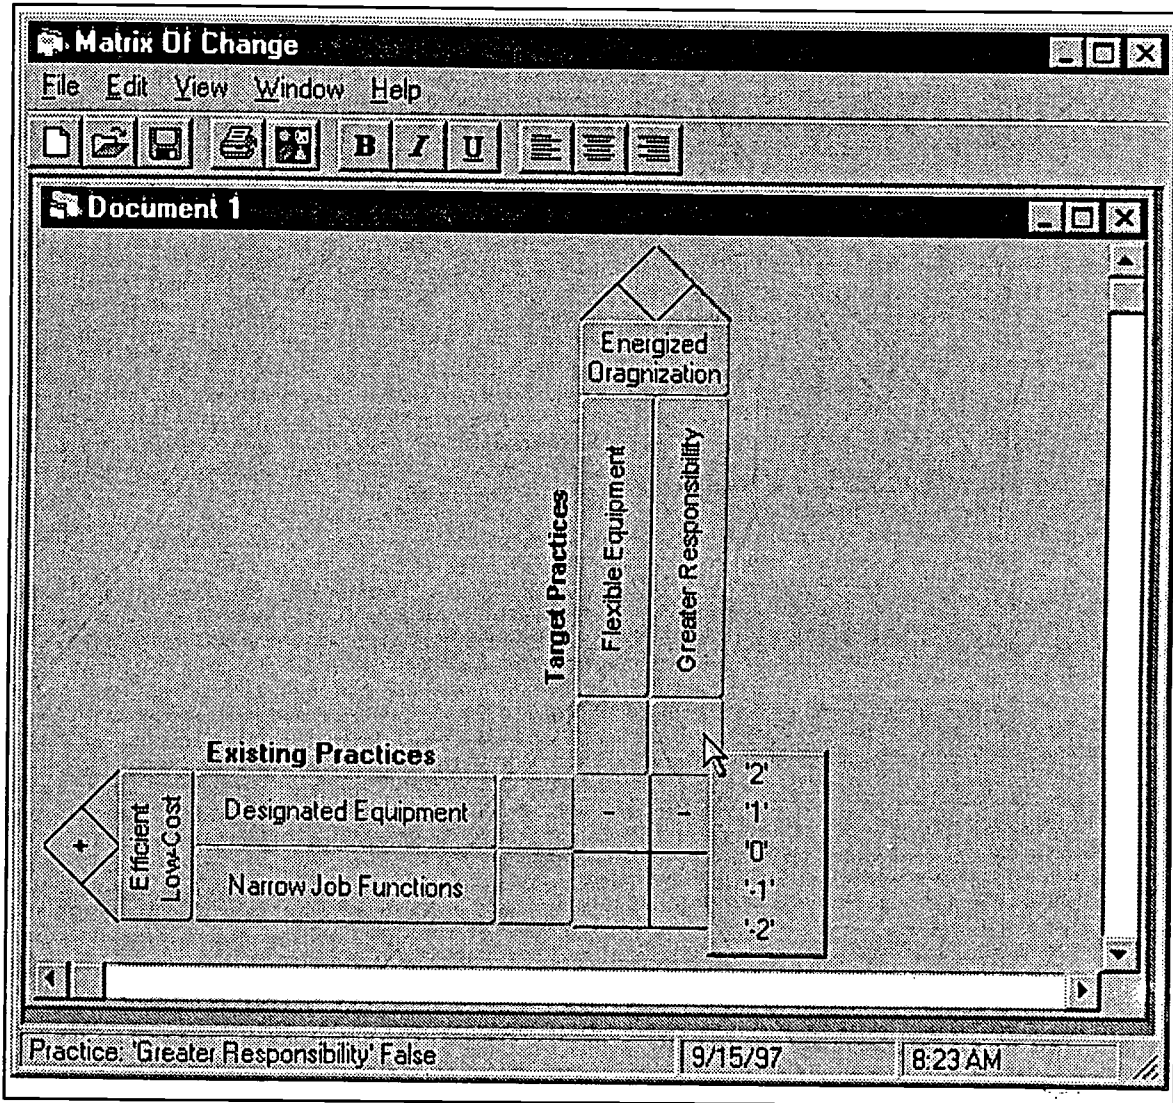 Matrix Of Change
File Edit View Window Help
B I U
Document 1
Energized
Oragnization
Target Practices
Flexible Equipment
Greater Responsibility
Existing Practices
Efficient
Low-Cost
Designated Equipment
Narrow Job Functions
+
- -
'2'
'1'
'0'
'-1'
'-2'
Practice: 'Greater Responsibility' False
9/15/97
8:23 AM